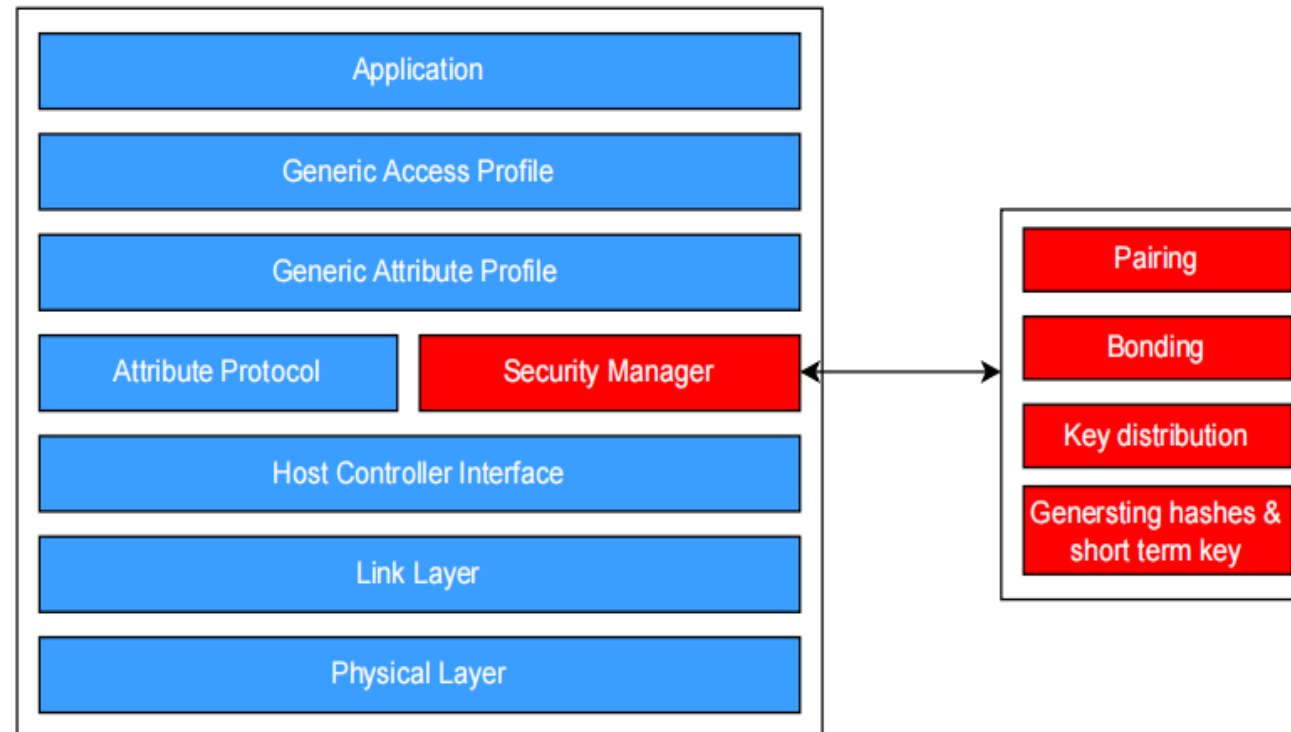 Application
Generic Access Profile
Generic Attribute Profile
Attribute Protocol
Security Manager
Host Controller Interface
Link Layer
Physical Layer
Pairing
Bonding
Key distribution
Genersting hashes &
short term key